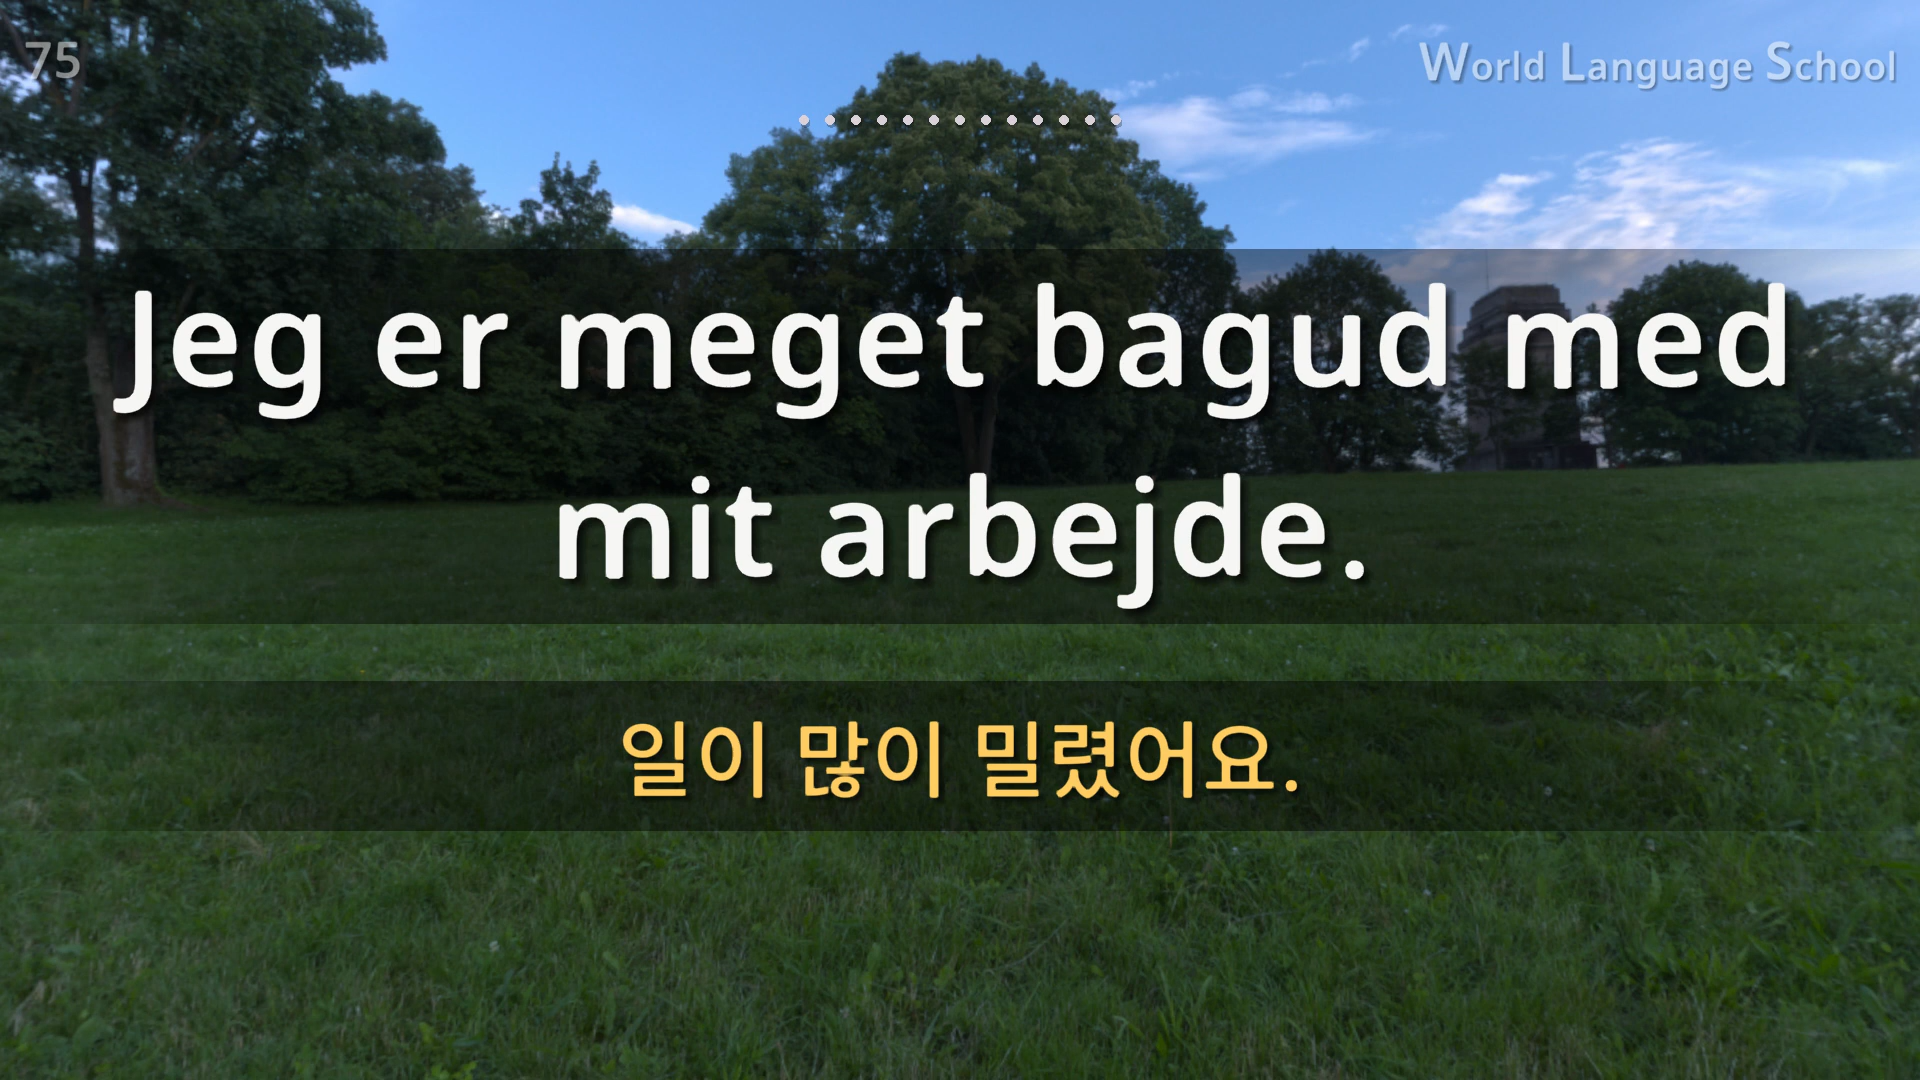 75
World Language School
Jeg er meget bagud med
mit arbejde.
일이 많이 밀렸어요.